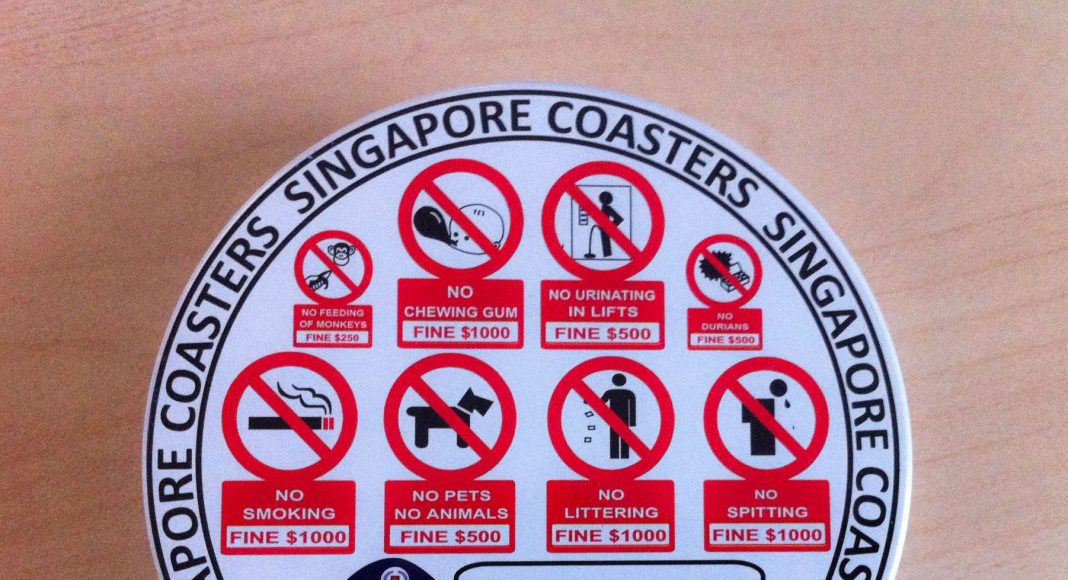 SINGAPORE COASTERS SINGAPORE COASTERS
PORE COASTERS
NO FEEDING
OF MONKEYS
FINE $250
NO
CHEWING GUM
FINE $1000
NO URINATING
IN LIFTS
FINE $500
NO
DURIANS
FINE $500
NO
SMOKING
FINE $1000
NO PETS
NO ANIMALS
FINE $500
NO
LITTERING
FINE $1000
NO
SPITTING
FINE $1000